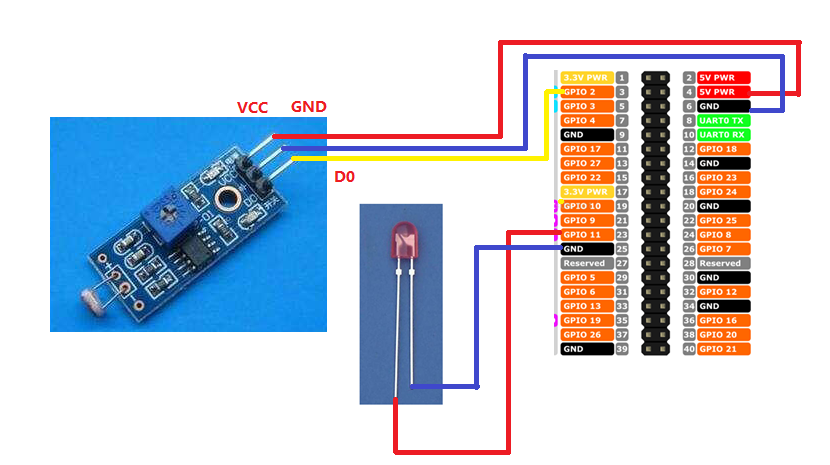 VCC GND
D0
3.3V PWR 1 2 5V PWR
GPIO 2 3 4 5V PWR
GPIO 3 5 6 GND
GPIO 4 7 8 UART0 TX
GND 9 10 UART0 RX
GPIO 17 11 12 GPIO 18
GPIO 27 13 14 GND
GPIO 22 15 16 GPIO 23
3.3V PWR 17 18 GPIO 24
GPIO 10 19 20 GND
GPIO 9 21 22 GPIO 25
GPIO 11 23 24 GPIO 8
GND 25 26 GPIO 7
Reserved 27 28 Reserved
GPIO 5 29 30 GND
GPIO 6 31 32 GPIO 12
GPIO 13 33 34 GND
GPIO 19 35 36 GPIO 16
GPIO 26 37 38 GPIO 20
GND 39 40 GPIO 21